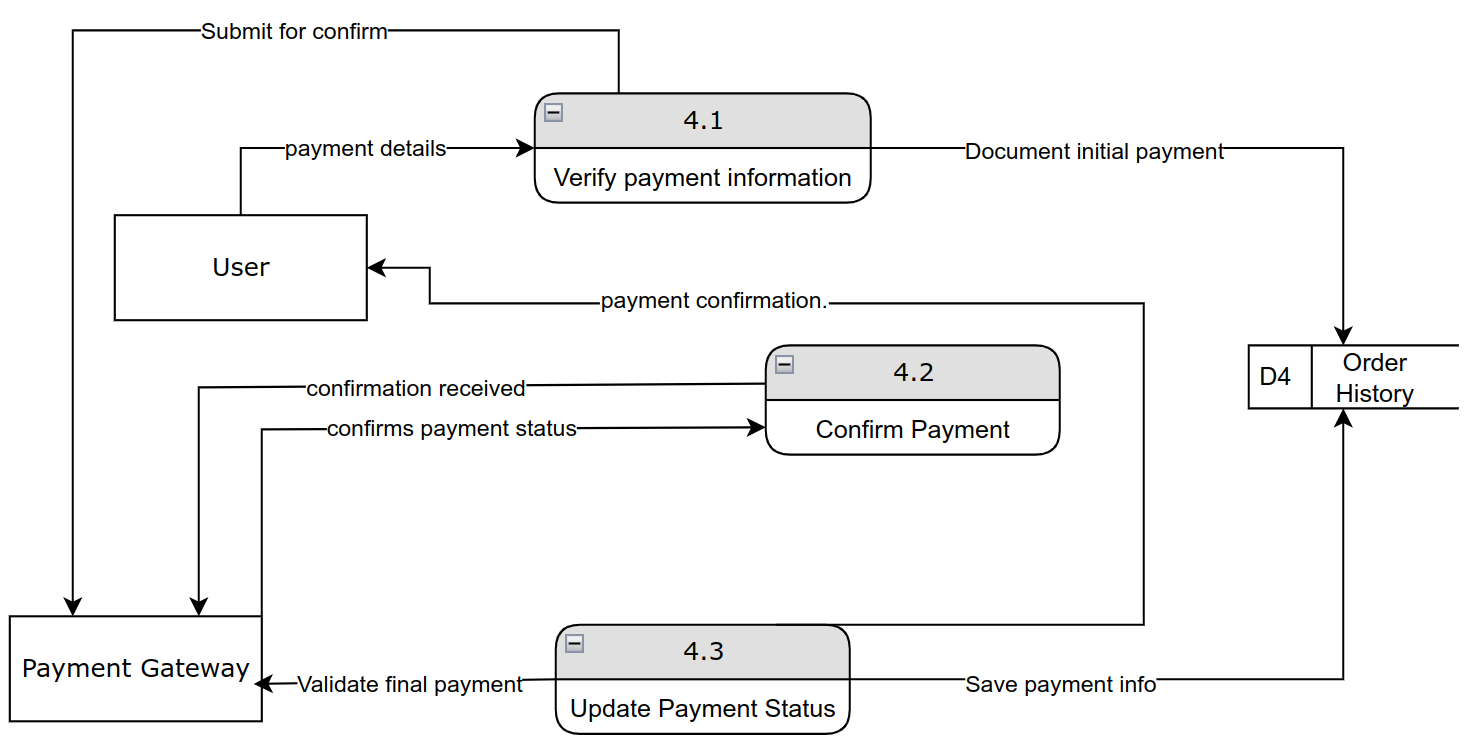 Submit for confirm
4.1
payment details
Verify payment information
Document initial payment
User
payment confirmation.
4.2
Order
D4
History
confirmation received
confirms payment status
Confirm Payment
4.3
Payment Gateway
Validate final payment
Save payment info
Update Payment Status